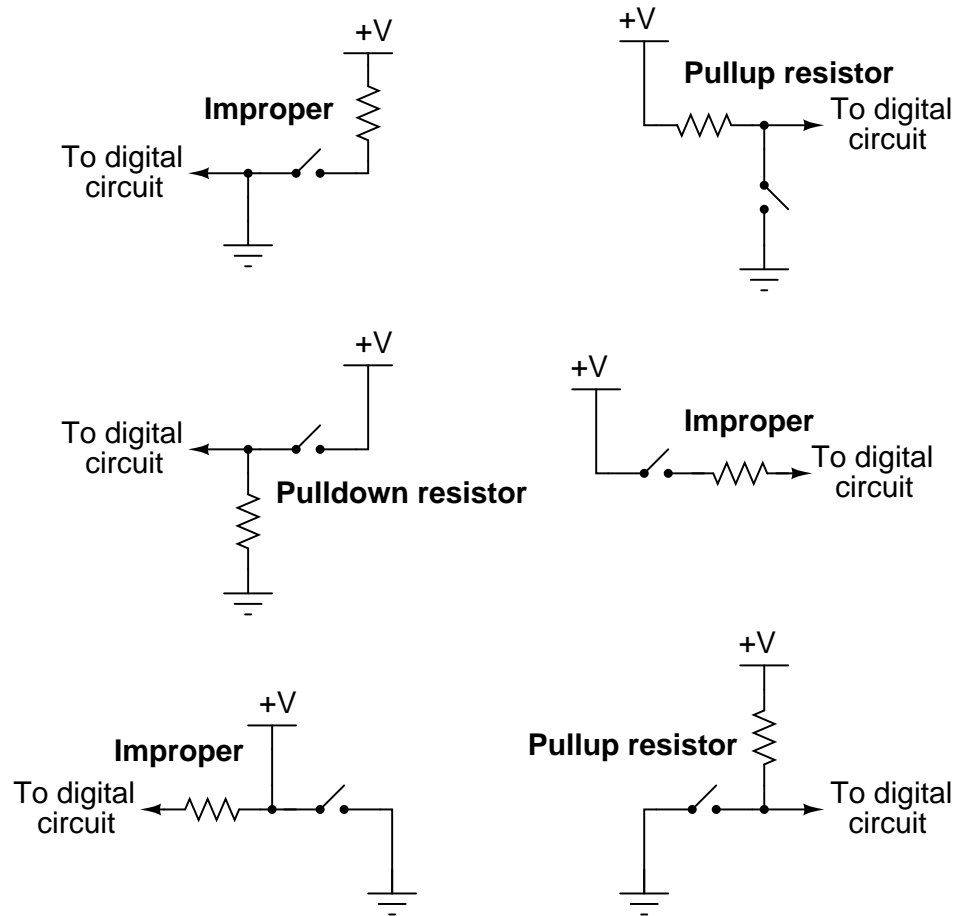 +V
Improper
To digital
circuit
+V
Pullup resistor
To digital
circuit
+V
To digital
circuit
Pulldown resistor
+V
Improper
To digital
circuit
+V
Improper
To digital
circuit
+V
Pullup resistor
To digital
circuit